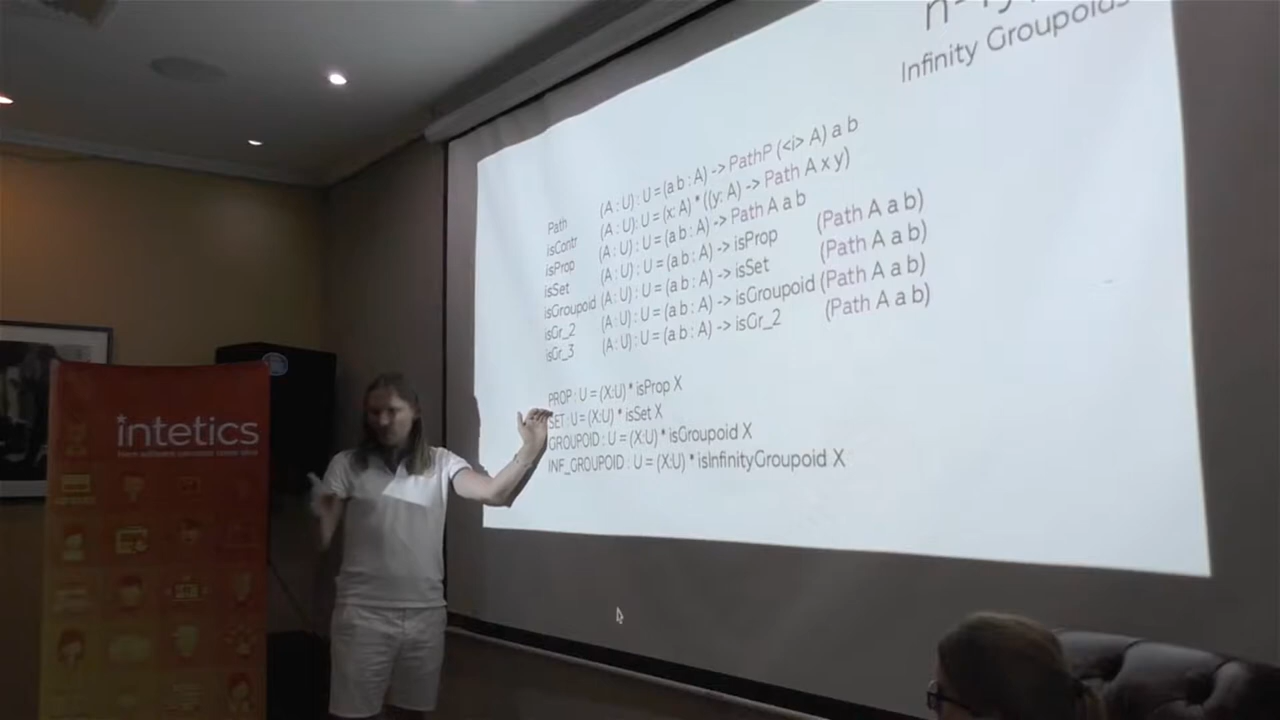 Infinity Groupoids
Path (A : U) : U = (a b : A) -> PathP (<i> A) a b
isContr (A : U) : U = (x: A) * ((y: A) -> Path A x y)
isProp (A : U) : U = (a b : A) -> Path A a b
isSet (A : U) : U = (a b : A) -> isProp (Path A a b)
isGroupoid (A : U) : U = (a b : A) -> isSet (Path A a b)
isGr_2 (A : U) : U = (a b : A) -> isGroupoid (Path A a b)
isGr_3 (A : U) : U = (a b : A) -> isGr_2 (Path A a b)
PROP : U = (X:U) * isProp X
SET : U = (X:U) * isSet X
GROUPOID : U = (X:U) * isGroupoid X
INF_GROUPOID : U = (X:U) * isInfinityGroupoid X
intetics